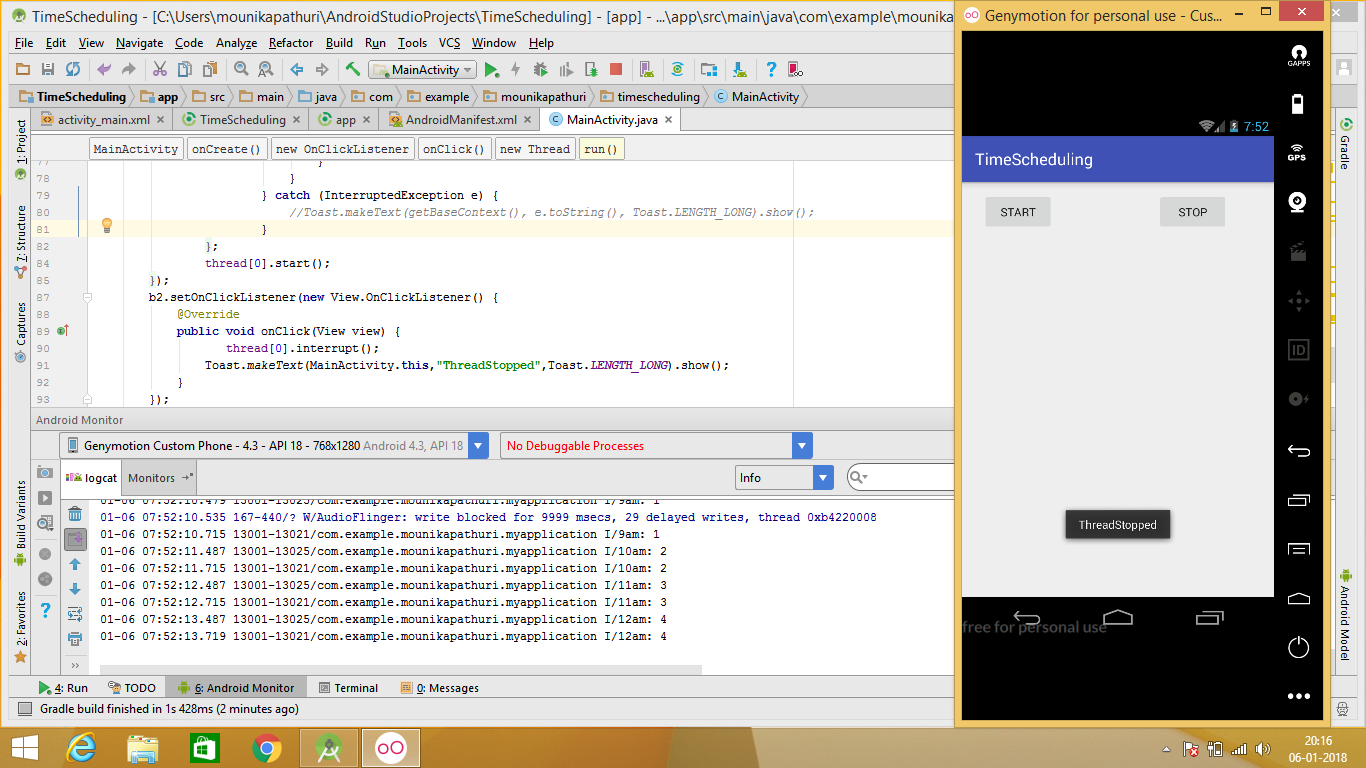 TimeScheduling - [C:\Users\mounikapathuri\AndroidStudioProjects\TimeScheduling] - [app] - ...\app\src\main\java\com\example\mounikapa
File Edit View Navigate Code Analyze Refactor Build Run Tools VCS Window Help
MainActivity
TimeScheduling app src main java com example mounikapathuri timescheduling MainActivity
activity_main.xml TimeScheduling app AndroidManifest.xml MainActivity.java
MainActivity onCreate() new OnClickListener onClick() new Thread run()
1: Project
7: Structure
Captures
Build Variants
2: Favorites
77 }
78 }
79 } catch (InterruptedException e) {
80 //Toast.makeText(getBaseContext(), e.toString(), Toast.LENGTH_LONG).show();
81 }
82 };
84 thread[0].start();
85 });
87 b2.setOnClickListener(new View.OnClickListener() {
88 @Override
89 public void onClick(View view) {
90 thread[0].interrupt();
91 Toast.makeText(MainActivity.this,"ThreadStopped",Toast.LENGTH_LONG).show();
92 }
93 });
Android Monitor
Genymotion Custom Phone - 4.3 - API 18 - 768x1280 Android 4.3, API 18
No Debuggable Processes
logcat Monitors
Info
01-06 07:52:10.479 13001-13025/com.example.mounikapathuri.myapplication I/9am: 1
01-06 07:52:10.535 167-440/? W/AudioFlinger: write blocked for 9999 msecs, 29 delayed writes, thread 0xb4220008
01-06 07:52:10.715 13001-13021/com.example.mounikapathuri.myapplication I/9am: 1
01-06 07:52:11.487 13001-13025/com.example.mounikapathuri.myapplication I/10am: 2
01-06 07:52:11.715 13001-13021/com.example.mounikapathuri.myapplication I/10am: 2
01-06 07:52:12.487 13001-13025/com.example.mounikapathuri.myapplication I/11am: 3
01-06 07:52:12.715 13001-13021/com.example.mounikapathuri.myapplication I/11am: 3
01-06 07:52:13.487 13001-13025/com.example.mounikapathuri.myapplication I/12am: 4
01-06 07:52:13.719 13001-13021/com.example.mounikapathuri.myapplication I/12am: 4
4: Run TODO 6: Android Monitor Terminal 0: Messages
Gradle build finished in 1s 428ms (2 minutes ago)
Genymotion for personal use - Cus...
7:52
TimeScheduling
START STOP
ThreadStopped
free for personal use
GAPPS
GPS
ID
Gradle
Android Model
20:16
06-01-2018